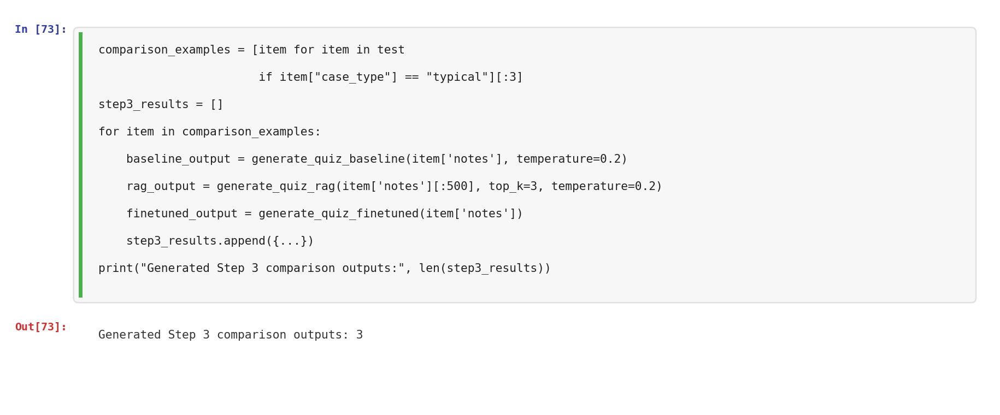 In [73]:
comparison_examples = [item for item in test
                       if item["case_type"] == "typical"][:3]
step3_results = []
for item in comparison_examples:
    baseline_output = generate_quiz_baseline(item['notes'], temperature=0.2)
    rag_output = generate_quiz_rag(item['notes'][:500], top_k=3, temperature=0.2)
    finetuned_output = generate_quiz_finetuned(item['notes'])
    step3_results.append({...})
print("Generated Step 3 comparison outputs:", len(step3_results))
Out[73]:
Generated Step 3 comparison outputs: 3